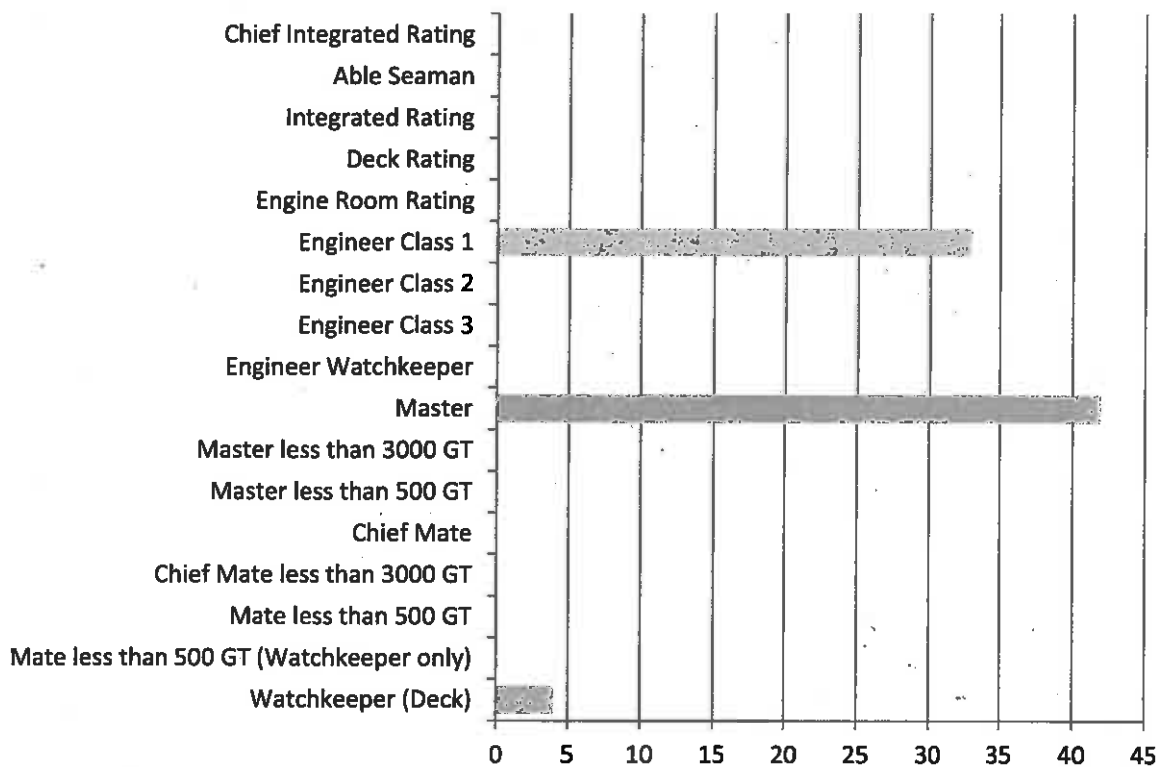 Chief Integrated Rating
Able Seaman
Integrated Rating
Deck Rating
Engine Room Rating
Engineer Class 1
Engineer Class 2
Engineer Class 3
Engineer Watchkeeper
Master
Master less than 3000 GT
Master less than 500 GT
Chief Mate
Chief Mate less than 3000 GT
Mate less than 500 GT
Mate less than 500 GT (Watchkeeper only)
Watchkeeper (Deck)
0 5 10 15 20 25 30 35 40 45